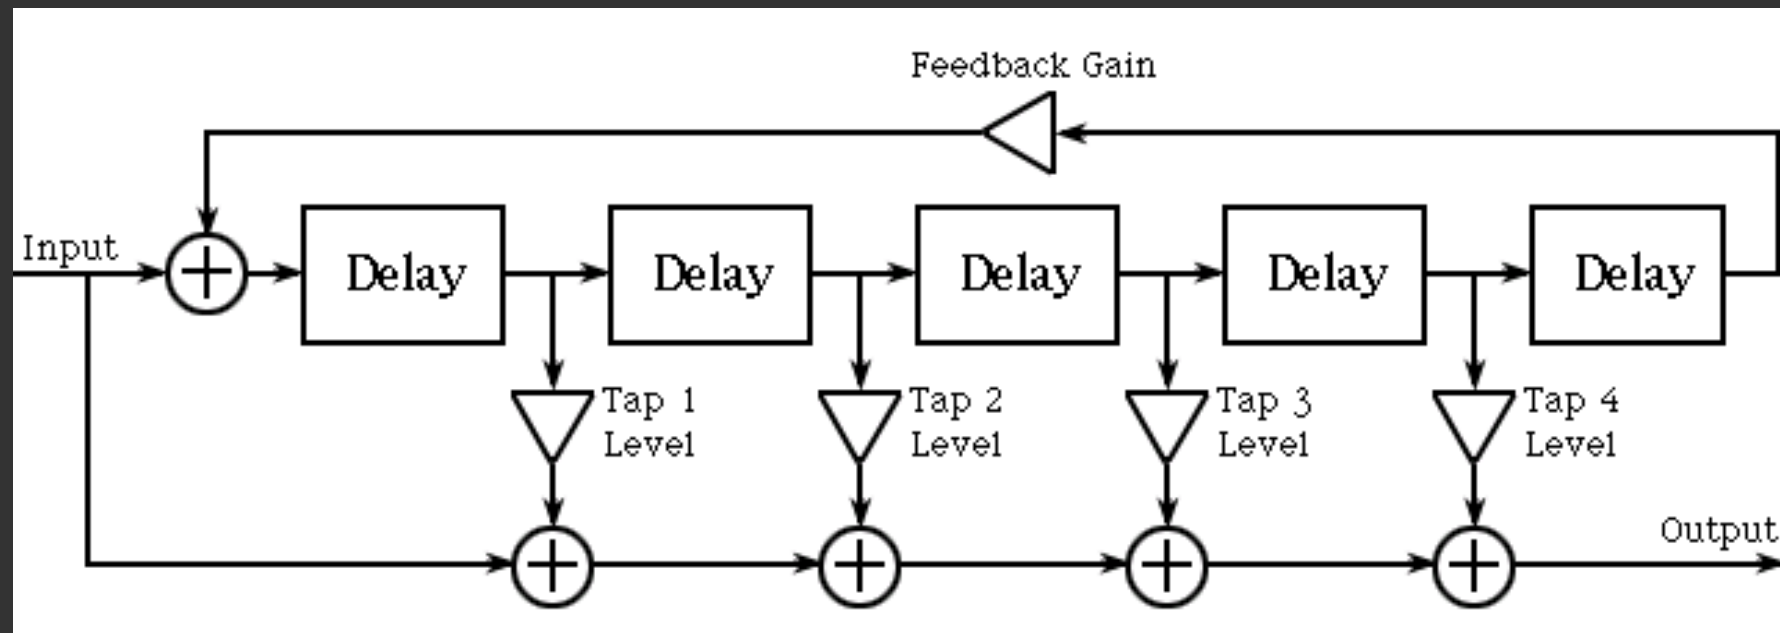 Feedback Gain
Input
Delay
Delay
Delay
Delay
Delay
Tap 1
Level
Tap 2
Level
Tap 3
Level
Tap 4
Level
Output